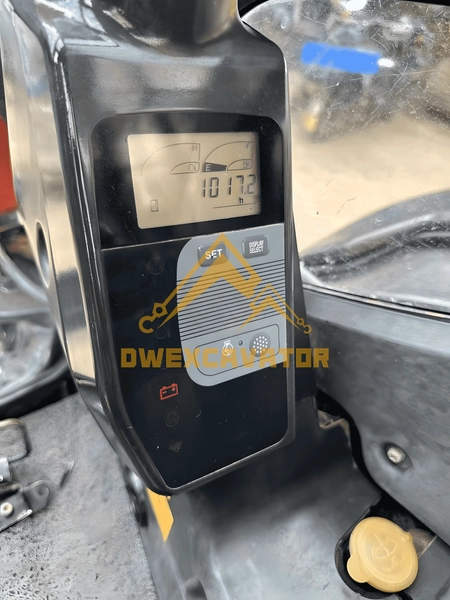 E
1017.2
h
SET
DISPLAY
SELECT
DWEXCAVATOR